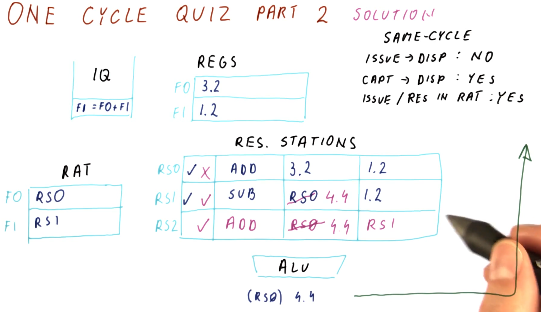 ONE CYCLE QUIZ PART 2 SOLUTION
SAME-CYCLE
ISSUE → DISP : NO
CAPT → DISP : YES
ISSUE / RES IN RAT : YES
IQ
F1 = F0+F1
REGS
F0 3.2
F1 1.2
RES. STATIONS
RS0 ✓ X ADD 3.2 1.2
RS1 ✓ ✓ SUB RS0 4.4 1.2
RS2 ✓ ADD RS0 4.4 RS1
RAT
F0 RS0
F1 RS1
ALU
(RS0) 4.4